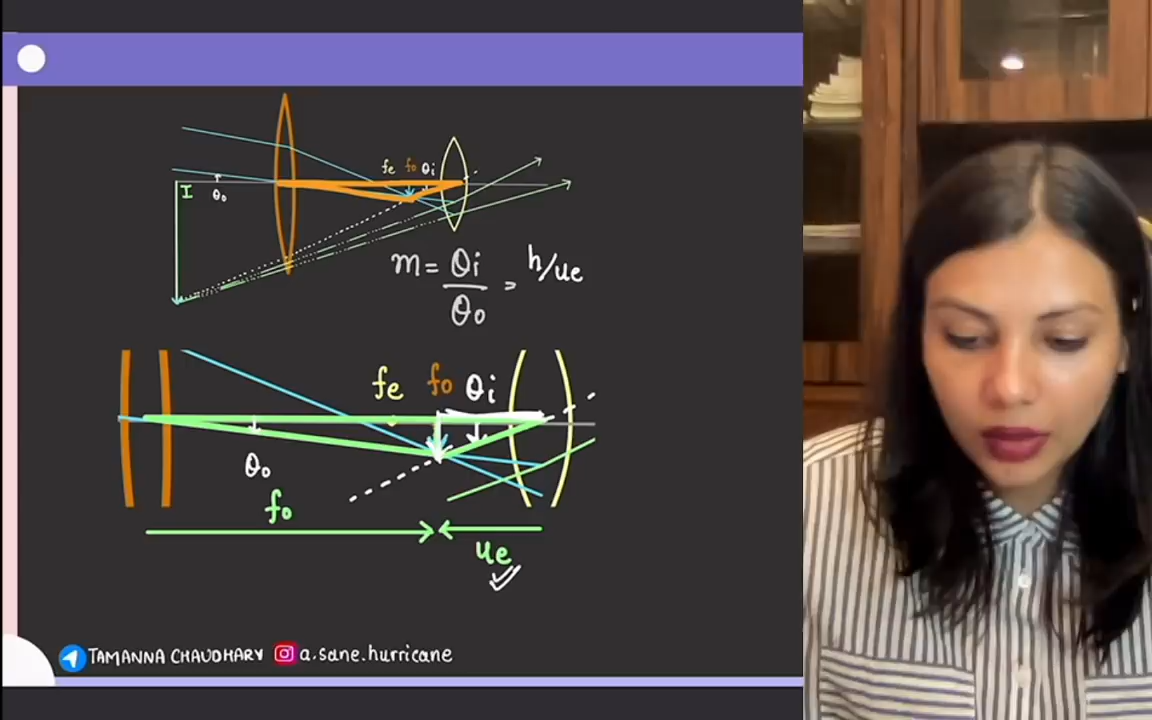 fe fo θi
I
θo
m = θi/θo = h/ue
fe fo θi
θo
fo
ue
TAMANNA CHAUDHARY a.sane.hurricane